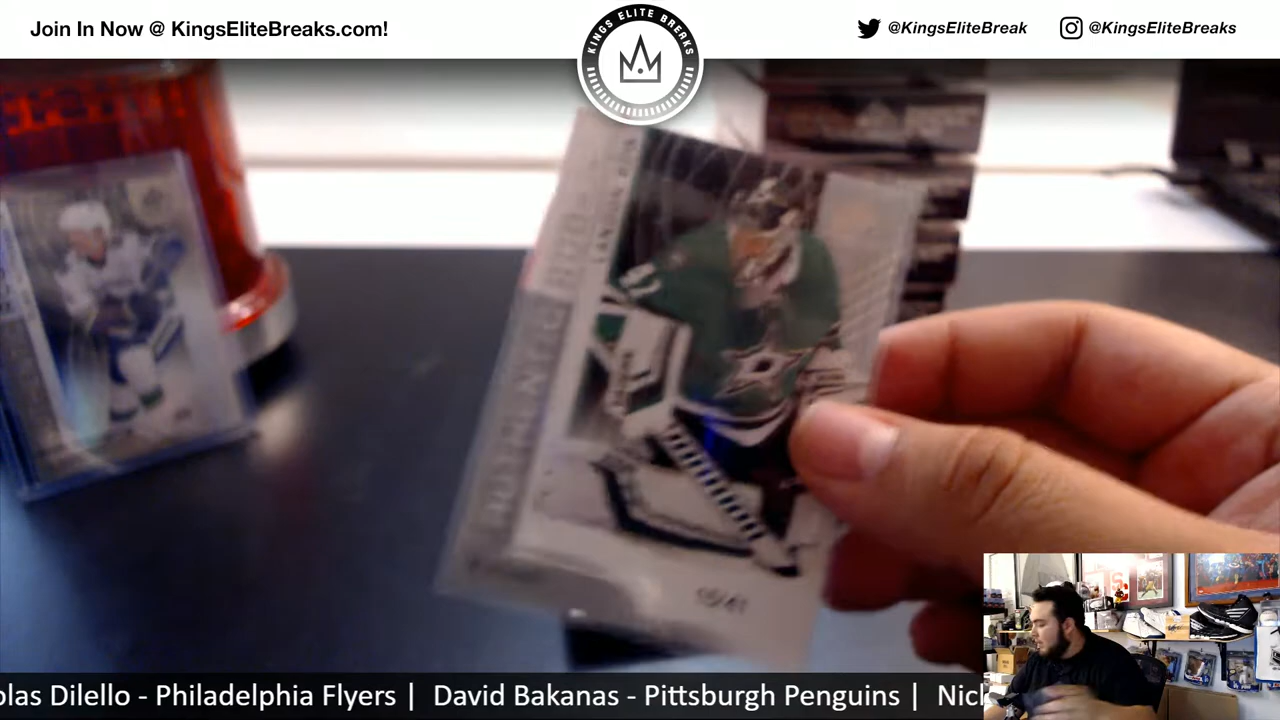 Join In Now @ KingsEliteBreaks.com!
KINGS ELITE BREAKS
@KingsEliteBreak
@KingsEliteBreaks
AUTHENTIC
olas Dilello - Philadelphia Flyers | David Bakanas - Pittsburgh Penguins | Nick